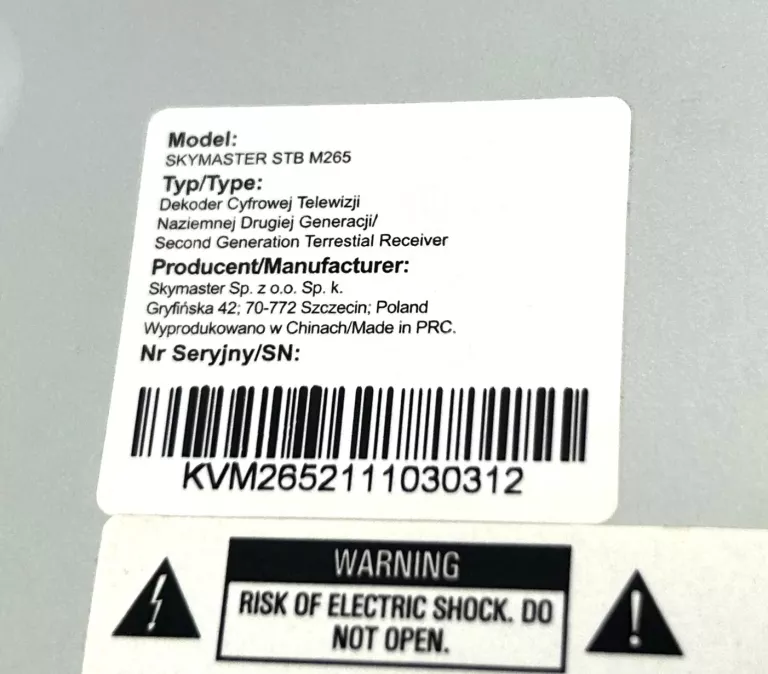 Model:
SKYMASTER STB M265
Typ/Type:
Dekoder Cyfrowej Telewizji
Naziemnej Drugiej Generacji/
Second Generation Terrestial Receiver
Producent/Manufacturer:
Skymaster Sp. z o.o. Sp. k.
Gryfińska 42; 70-772 Szczecin; Poland
Wyprodukowano w Chinach/Made in PRC.
Nr Seryjny/SN:
KVM2652111030312
WARNING
RISK OF ELECTRIC SHOCK. DO
NOT OPEN.